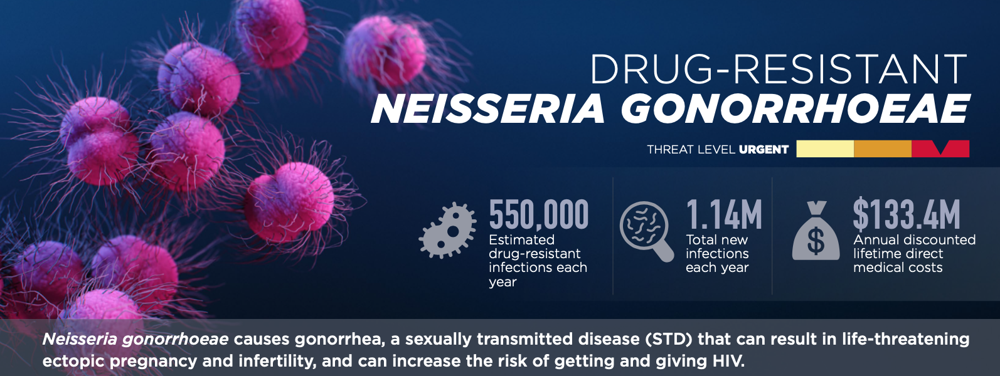 DRUG-RESISTANT
NEISSERIA GONORRHOEAE
THREAT LEVEL URGENT
550,000
Estimated
drug-resistant
infections each
year
1.14M
Total new
infections
each year
$
$133.4M
Annual discounted
lifetime direct
medical costs
Neisseria gonorrhoeae causes gonorrhea, a sexually transmitted disease (STD) that can result in life-threatening
ectopic pregnancy and infertility, and can increase the risk of getting and giving HIV.